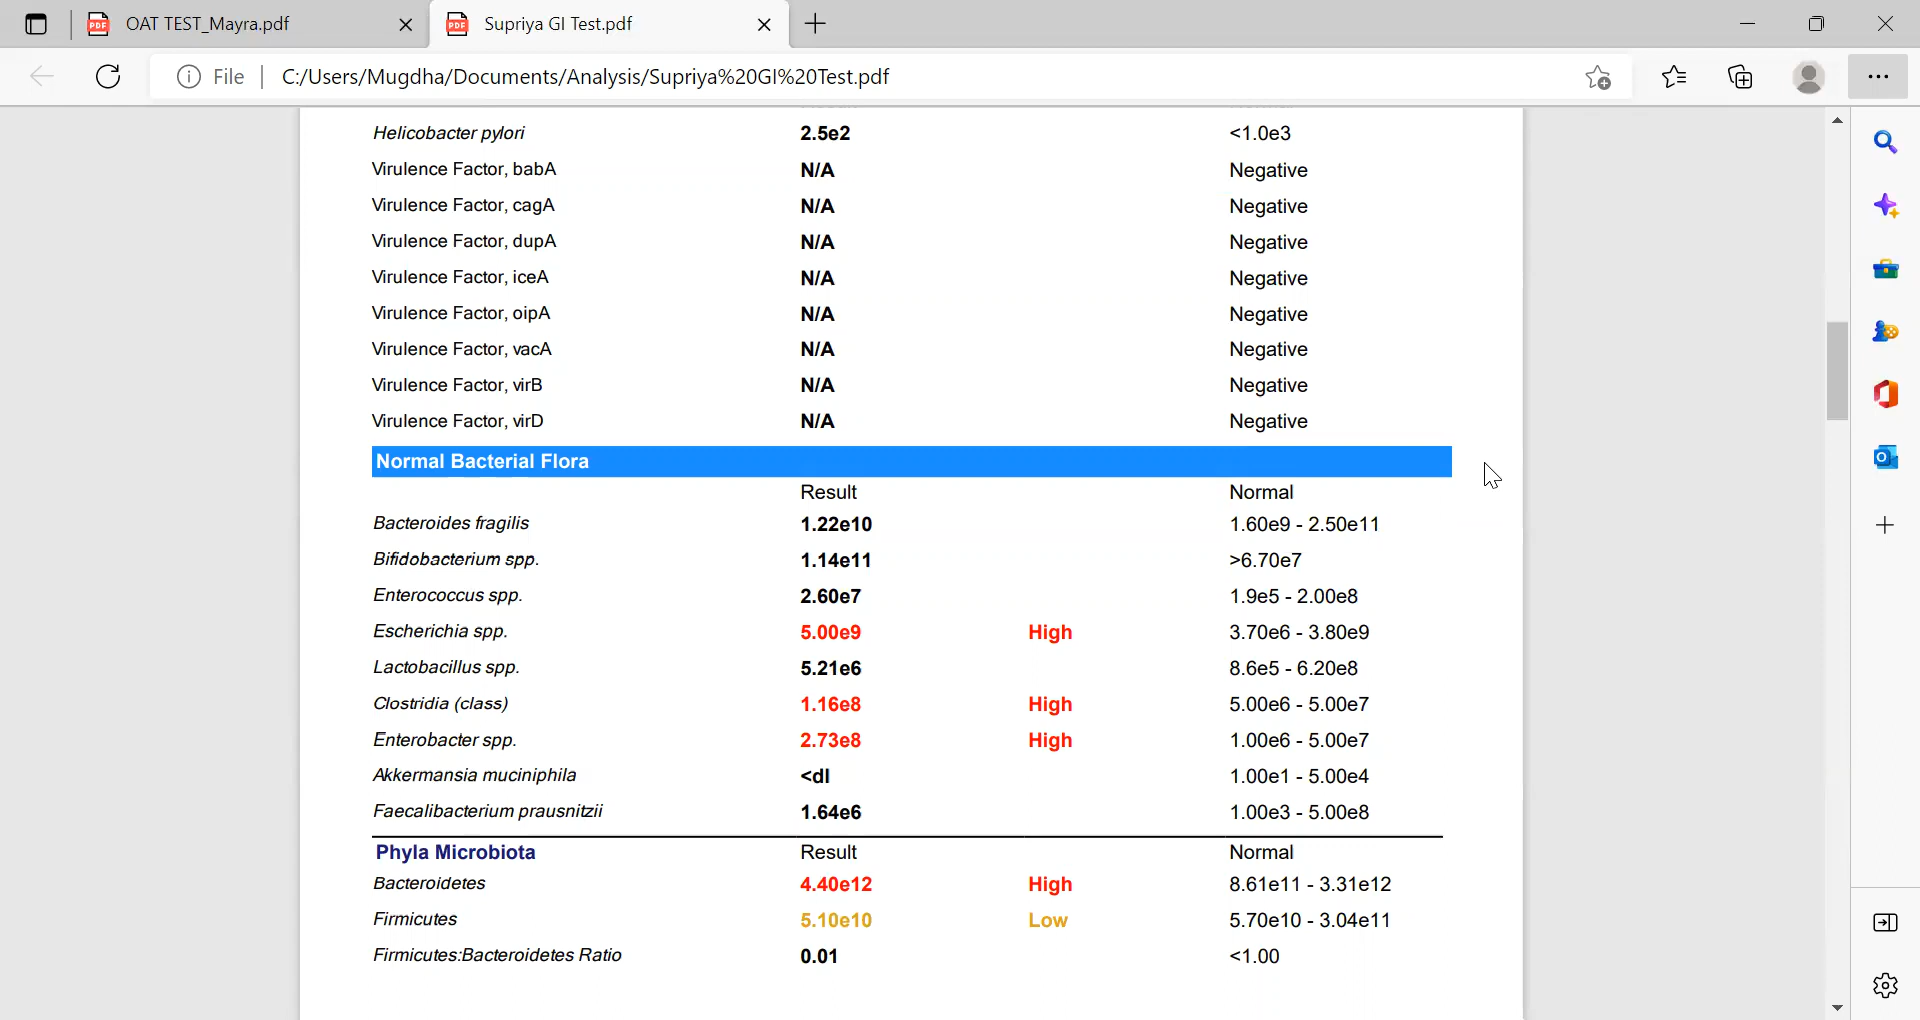 OAT TEST_Mayra.pdf
Supriya GI Test.pdf
File
C:/Users/Mugdha/Documents/Analysis/Supriya%20GI%20Test.pdf
Helicobacter pylori 2.5e2 <1.0e3
Virulence Factor, babA N/A Negative
Virulence Factor, cagA N/A Negative
Virulence Factor, dupA N/A Negative
Virulence Factor, iceA N/A Negative
Virulence Factor, oipA N/A Negative
Virulence Factor, vacA N/A Negative
Virulence Factor, virB N/A Negative
Virulence Factor, virD N/A Negative
Normal Bacterial Flora
Result Normal
Bacteroides fragilis 1.22e10 1.60e9 - 2.50e11
Bifidobacterium spp. 1.14e11 >6.70e7
Enterococcus spp. 2.60e7 1.9e5 - 2.00e8
Escherichia spp. 5.00e9 High 3.70e6 - 3.80e9
Lactobacillus spp. 5.21e6 8.6e5 - 6.20e8
Clostridia (class) 1.16e8 High 5.00e6 - 5.00e7
Enterobacter spp. 2.73e8 High 1.00e6 - 5.00e7
Akkermansia muciniphila <dl 1.00e1 - 5.00e4
Faecalibacterium prausnitzii 1.64e6 1.00e3 - 5.00e8
Phyla Microbiota Result Normal
Bacteroidetes 4.40e12 High 8.61e11 - 3.31e12
Firmicutes 5.10e10 Low 5.70e10 - 3.04e11
Firmicutes:Bacteroidetes Ratio 0.01 <1.00